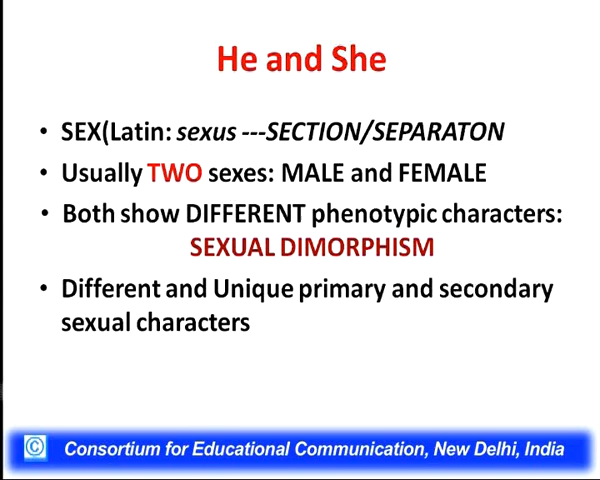 He and She
• SEX(Latin: sexus ---SECTION/SEPARATON
• Usually TWO sexes: MALE and FEMALE
• Both show DIFFERENT phenotypic characters:
SEXUAL DIMORPHISM
• Different and Unique primary and secondary
sexual characters
© Consortium for Educational Communication, New Delhi, India